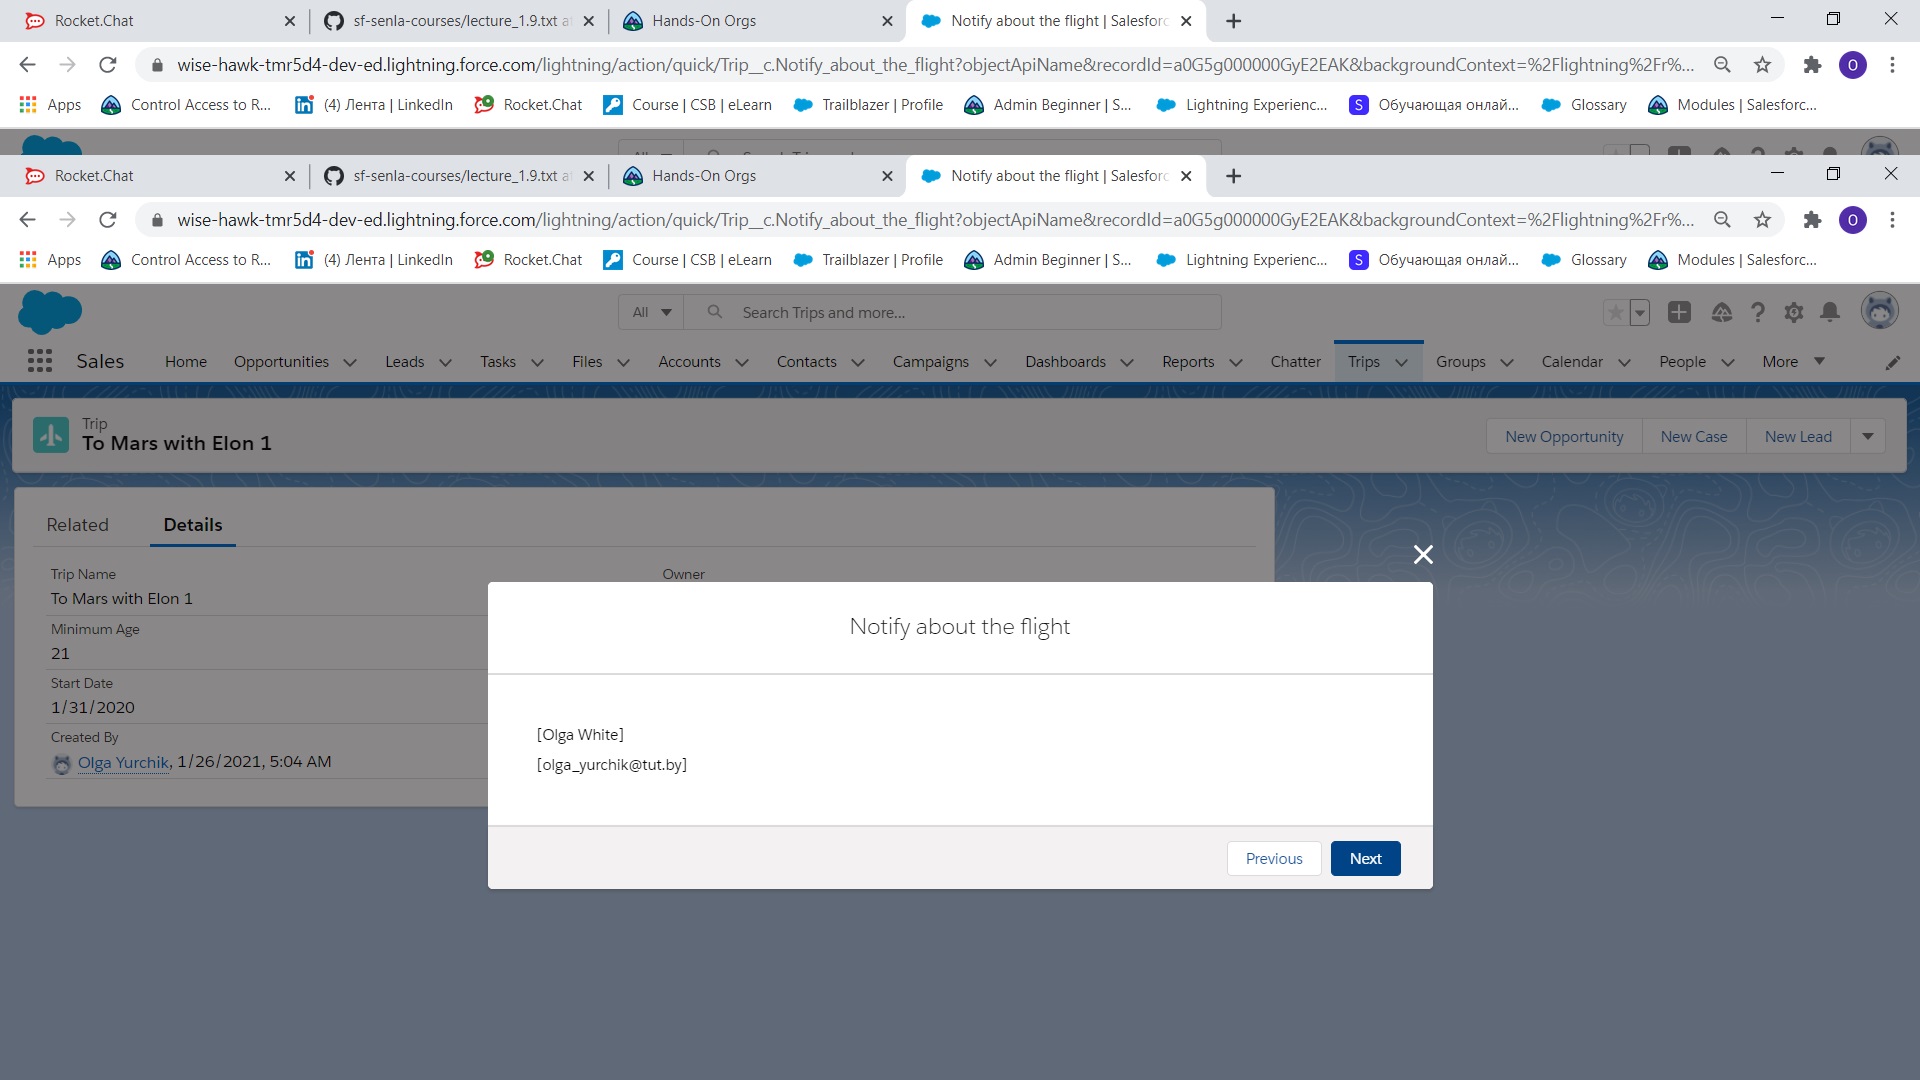 Rocket.Chat
sf-senla-courses/lecture_1.9.txt at
Hands-On Orgs
Notify about the flight | Salesforc
wise-hawk-tmr5d4-dev-ed.lightning.force.com/lightning/action/quick/Trip__c.Notify_about_the_flight?objectApiName&recordId=a0G5g000000GyE2EAK&backgroundContext=%2Flightning%2Fr%...
O
Apps
Control Access to R...
(4) Лента | LinkedIn
Rocket.Chat
Course | CSB | eLearn
Trailblazer | Profile
Admin Beginner | S...
Lightning Experienc...
S
Обучающая онлай...
Glossary
Modules | Salesforc...
Rocket.Chat
sf-senla-courses/lecture_1.9.txt at
Hands-On Orgs
Notify about the flight | Salesforc
wise-hawk-tmr5d4-dev-ed.lightning.force.com/lightning/action/quick/Trip__c.Notify_about_the_flight?objectApiName&recordId=a0G5g000000GyE2EAK&backgroundContext=%2Flightning%2Fr%...
O
Apps
Control Access to R...
(4) Лента | LinkedIn
Rocket.Chat
Course | CSB | eLearn
Trailblazer | Profile
Admin Beginner | S...
Lightning Experienc...
S
Обучающая онлай...
Glossary
Modules | Salesforc...
All
Search Trips and more...
Sales
Home
Opportunities
Leads
Tasks
Files
Accounts
Contacts
Campaigns
Dashboards
Reports
Chatter
Trips
Groups
Calendar
People
More
Trip
To Mars with Elon 1
New Opportunity
New Case
New Lead
Related
Details
Trip Name
Owner
To Mars with Elon 1
Minimum Age
21
Start Date
1/31/2020
Created By
Olga Yurchik, 1/26/2021, 5:04 AM
Notify about the flight
[Olga White]
[olga_yurchik@tut.by]
Previous
Next